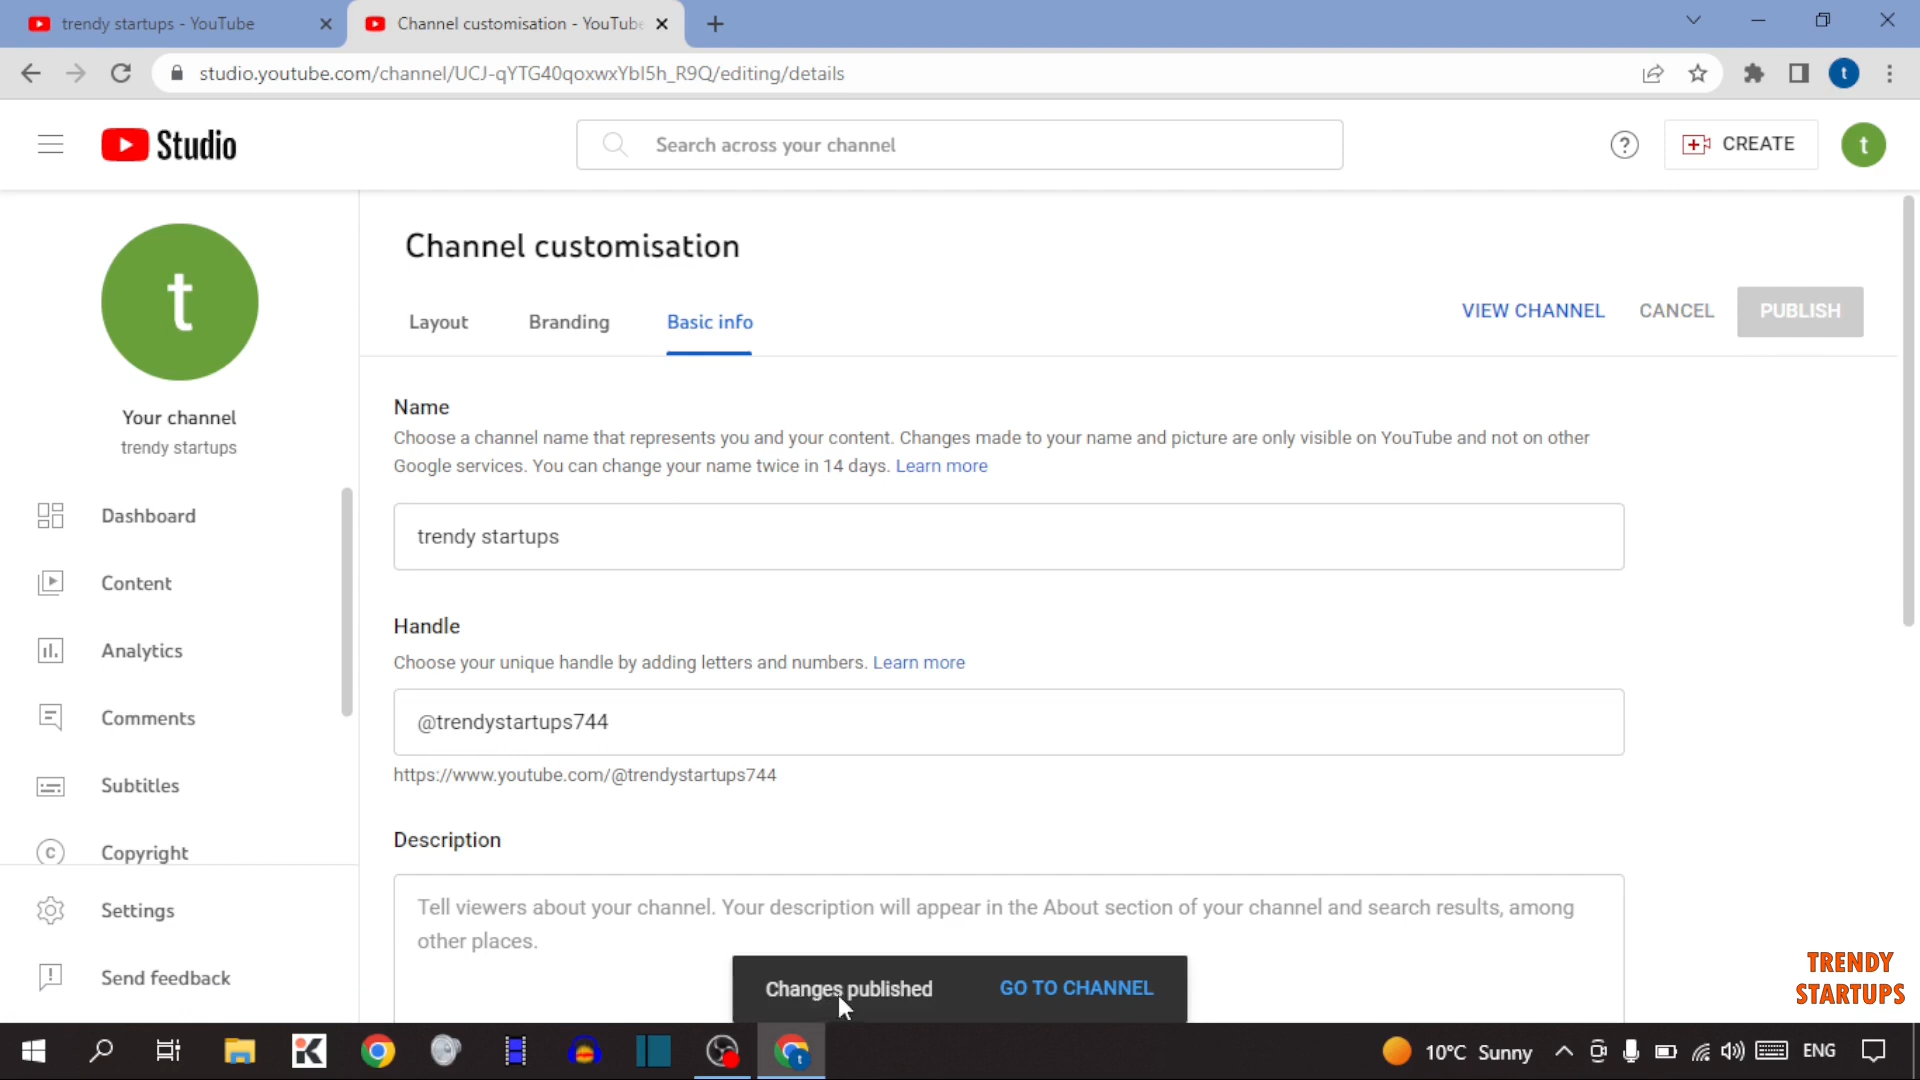 trendy startups - YouTube
Channel customisation - YouTube
studio.youtube.com/channel/UCJ-qYTG40qoxwxYbI5h_R9Q/editing/details
t
Studio
Search across your channel
?
CREATE
t
t
Your channel
trendy startups
Dashboard
Content
Analytics
Comments
Subtitles
Copyright
Settings
Send feedback
Channel customisation
Layout
Branding
Basic info
VIEW CHANNEL
CANCEL
PUBLISH
Name
Choose a channel name that represents you and your content. Changes made to your name and picture are only visible on YouTube and not on other
Google services. You can change your name twice in 14 days. Learn more
trendy startups
Handle
Choose your unique handle by adding letters and numbers. Learn more
@trendystartups744
https://www.youtube.com/@trendystartups744
Description
Tell viewers about your channel. Your description will appear in the About section of your channel and search results, among
other places.
Changes published
GO TO CHANNEL
TRENDY
STARTUPS
10°C Sunny
ENG